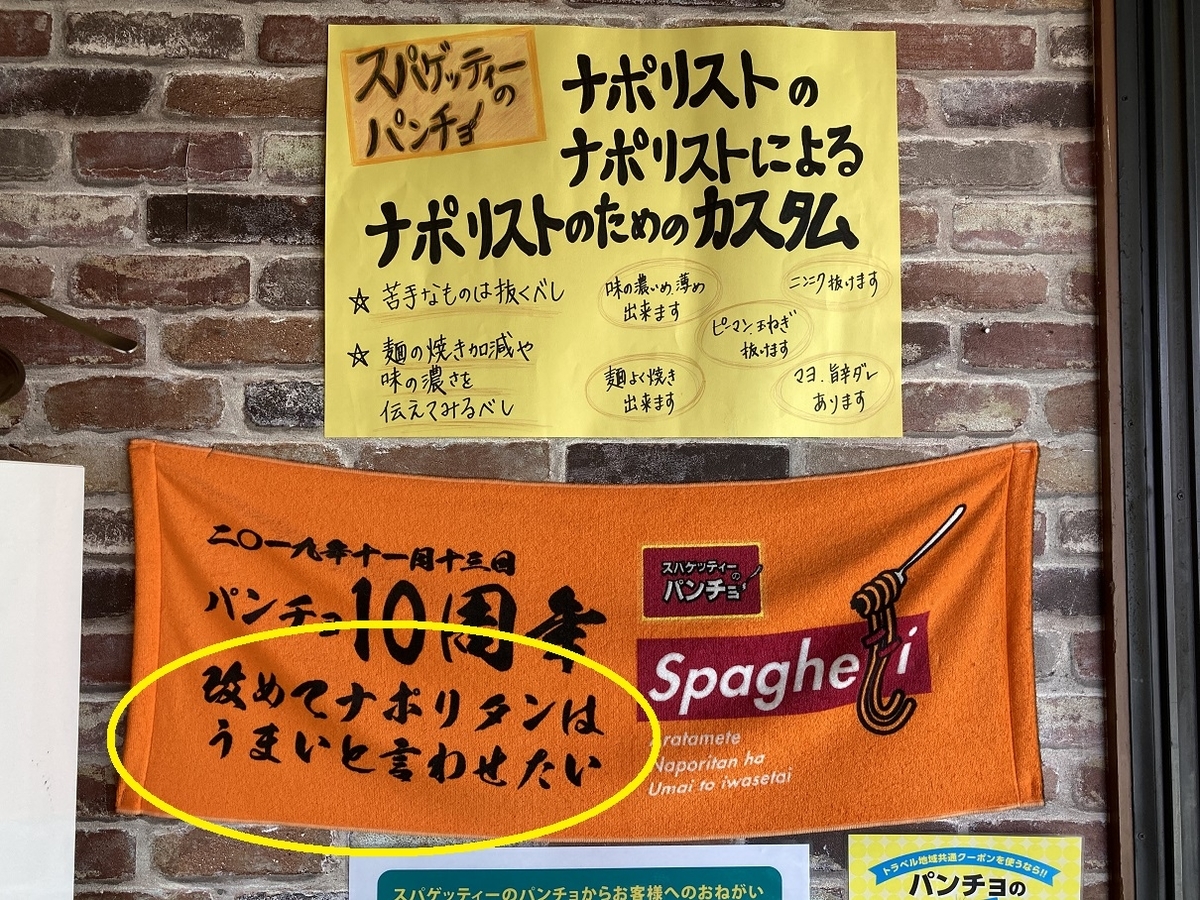 スパゲッティーの
パンチョ
ナポリストの
ナポリストによる
ナポリストのためのカスタム
☆ 苦手なものは抜くべし
☆ 麺の焼き加減や
味の濃さを
伝えてみるべし
味の濃いめ.薄め
出来ます
ニンニク抜けます
ピーマン.玉ねぎ
抜けます
麺よく焼き
出来ます
マヨ.旨辛ダレ
あります
二〇一九年十一月十三日
パンチョ10周年
改めてナポリタンは
うまいと言わせたい
スパゲッティーの
パンチョ
Spaghetti
Aratamete
Naporitan ha
Umai to iwasetai
スパゲッティーのパンチョからお客様へのおねがい
トラベル地域共通クーポンを使うなら!!
パンチョの